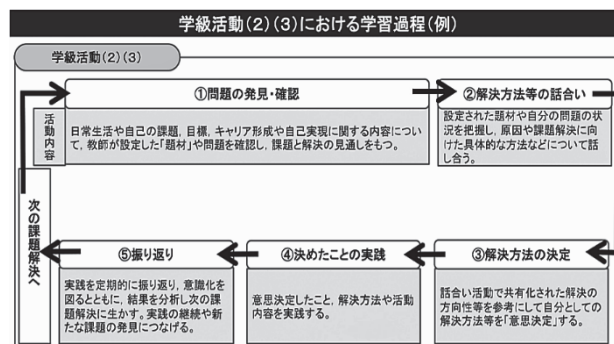 学級活動(2)(3)における学習過程(例)
学級活動(2)(3)
①問題の発見・確認
活動内容
日常生活や自己の課題, 目標, キャリア形成や自己実現に関する内容につい
て, 教師が設定した「題材」や問題を確認し, 課題と解決の見通しをもつ。
②解決方法等の話合い
設定された題材や自分の問題の状
況を把握し, 原因や課題解決に向
けた具体的な方法などについて話
し合う。
③解決方法の決定
話合い活動で共有化された解決の
方向性等を参考にして自分としての
解決方法等を「意思決定」する。
④決めたことの実践
意思決定したこと, 解決方法や活動
内容を実践する。
⑤振り返り
実践を定期的に振り返り, 意識化を
図るとともに, 結果を分析し次の課
題解決に生かす。実践の継続や新
たな課題の発見につなげる。
次の課題解決へ